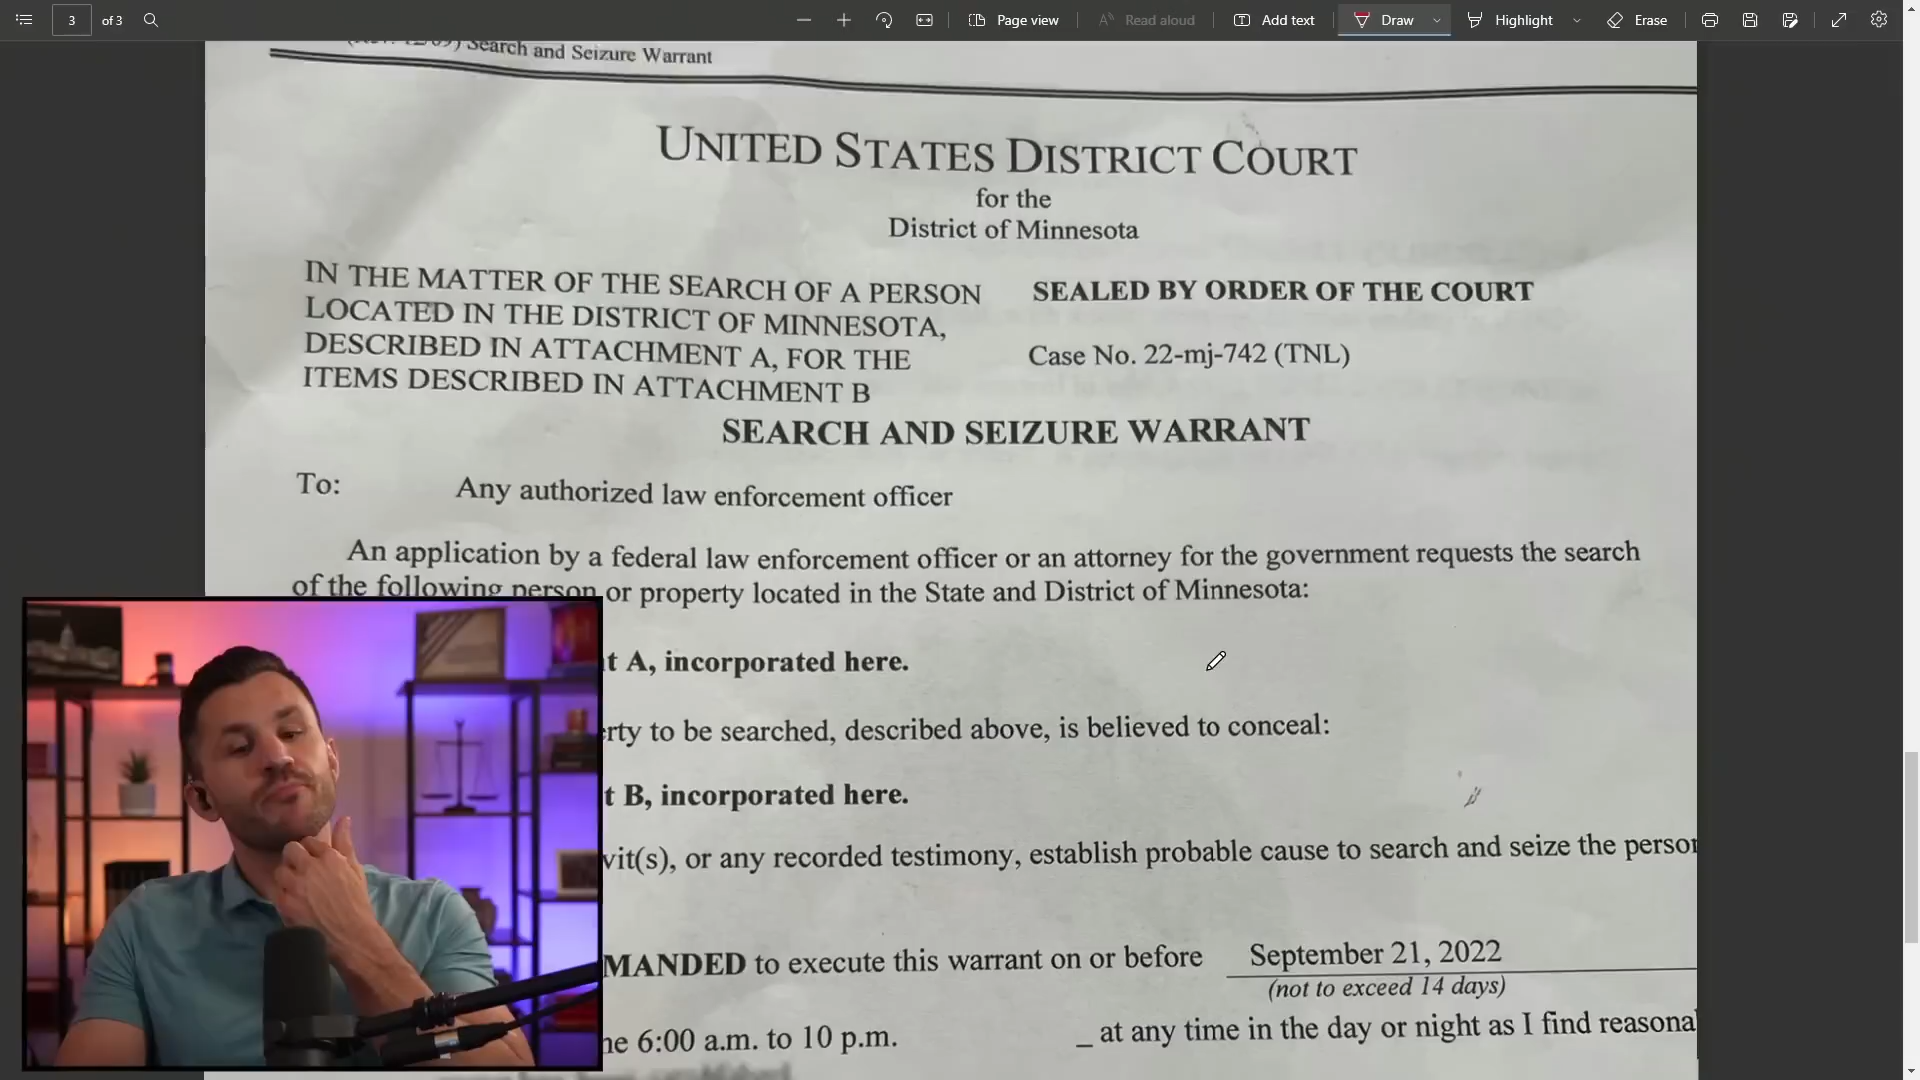 3 of 3 Page view Read aloud Add text Draw Highlight Erase
Search and Seizure Warrant
UNITED STATES DISTRICT COURT
for the
District of Minnesota
IN THE MATTER OF THE SEARCH OF A PERSON
LOCATED IN THE DISTRICT OF MINNESOTA,
DESCRIBED IN ATTACHMENT A, FOR THE
ITEMS DESCRIBED IN ATTACHMENT B
SEALED BY ORDER OF THE COURT
Case No. 22-mj-742 (TNL)
SEARCH AND SEIZURE WARRANT
To: Any authorized law enforcement officer
An application by a federal law enforcement officer or an attorney for the government requests the search
of the following person or property located in the State and District of Minnesota:
t A, incorporated here.
rty to be searched, described above, is believed to conceal:
t B, incorporated here.
vit(s), or any recorded testimony, establish probable cause to search and seize the person
MANDED to execute this warrant on or before September 21, 2022
(not to exceed 14 days)
he 6:00 a.m. to 10 p.m. _ at any time in the day or night as I find reasona